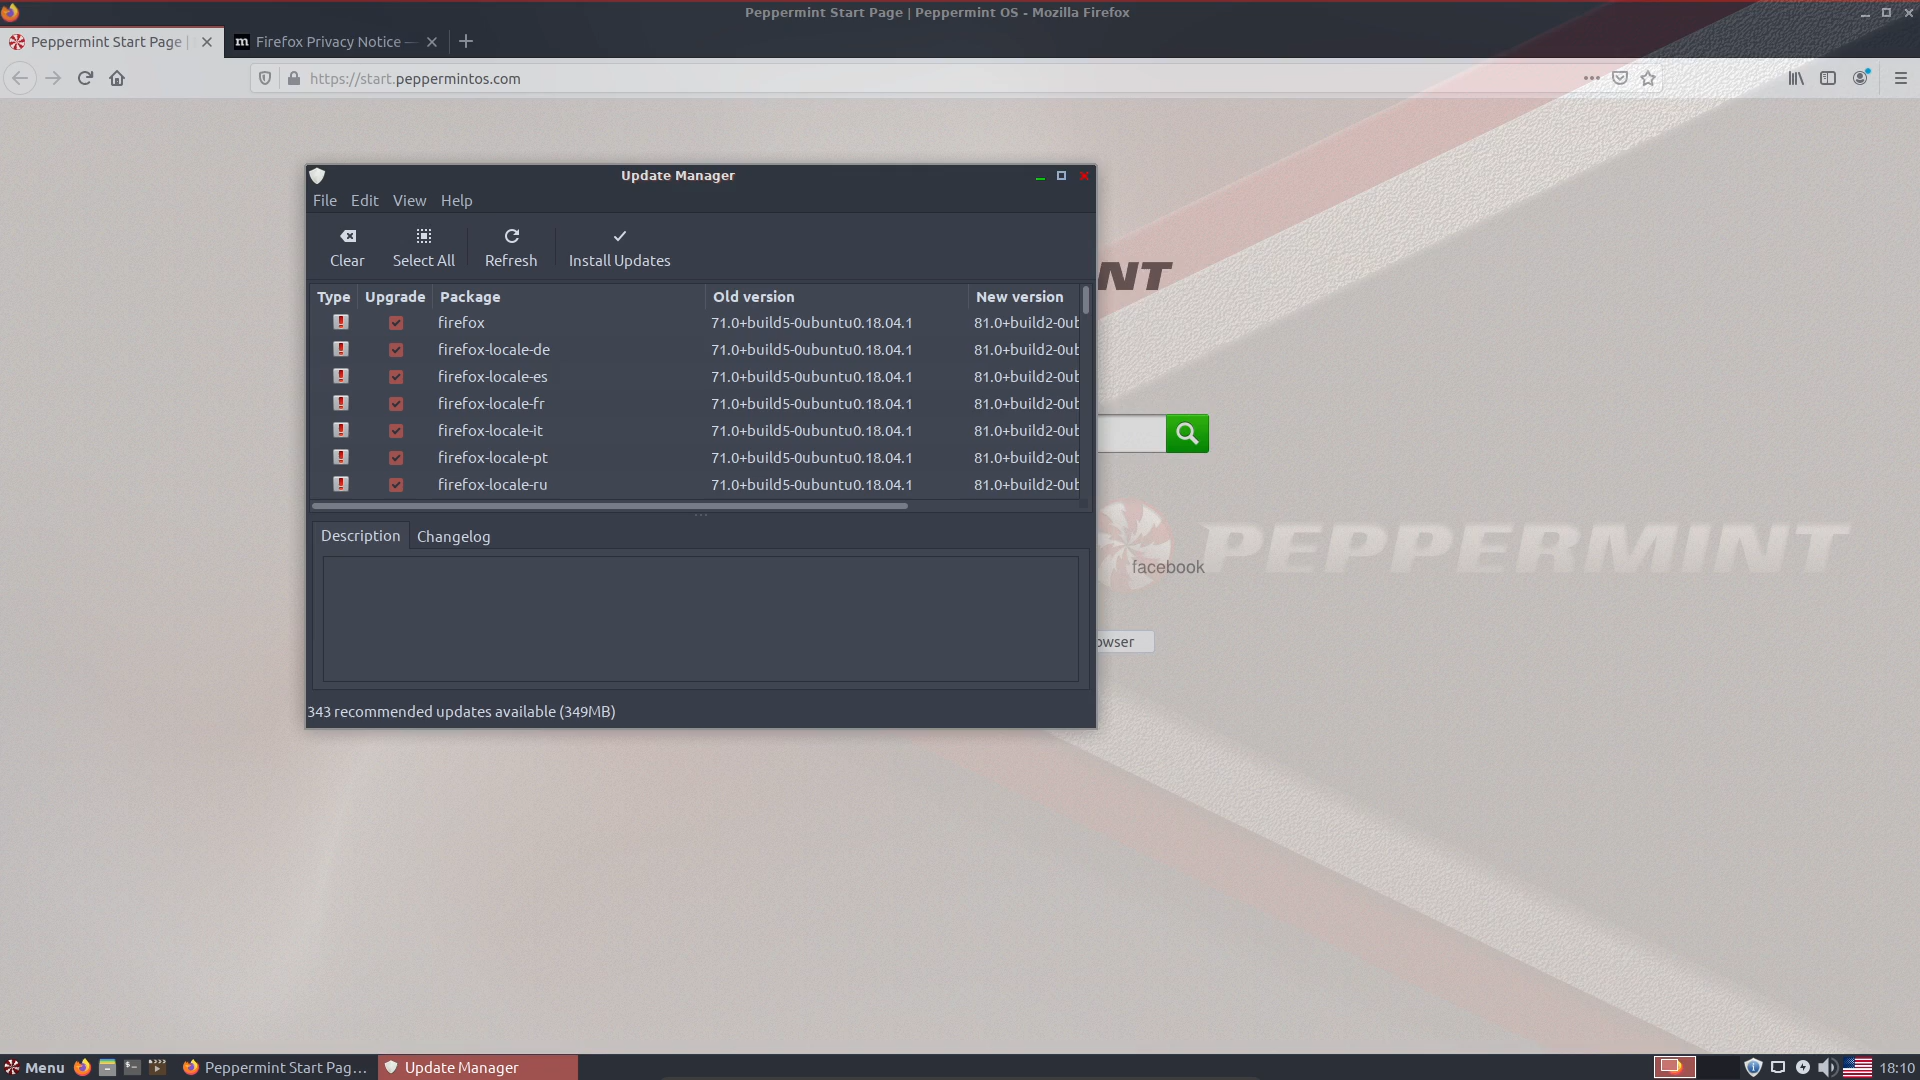 Peppermint Start Page | Peppermint OS - Mozilla Firefox
Peppermint Start Page |
Firefox Privacy Notice —
https://start.peppermintos.com
Update Manager
File Edit View Help
Clear Select All Refresh Install Updates
Type Upgrade Package Old version New version
firefox 71.0+build5-0ubuntu0.18.04.1 81.0+build2-0ub
firefox-locale-de 71.0+build5-0ubuntu0.18.04.1 81.0+build2-0ub
firefox-locale-es 71.0+build5-0ubuntu0.18.04.1 81.0+build2-0ub
firefox-locale-fr 71.0+build5-0ubuntu0.18.04.1 81.0+build2-0ub
firefox-locale-it 71.0+build5-0ubuntu0.18.04.1 81.0+build2-0ub
firefox-locale-pt 71.0+build5-0ubuntu0.18.04.1 81.0+build2-0ub
firefox-locale-ru 71.0+build5-0ubuntu0.18.04.1 81.0+build2-0ub
Description Changelog
343 recommended updates available (349MB)
NT
PEPPERMINT
facebook
owser
Menu Peppermint Start Pag... Update Manager 18:10